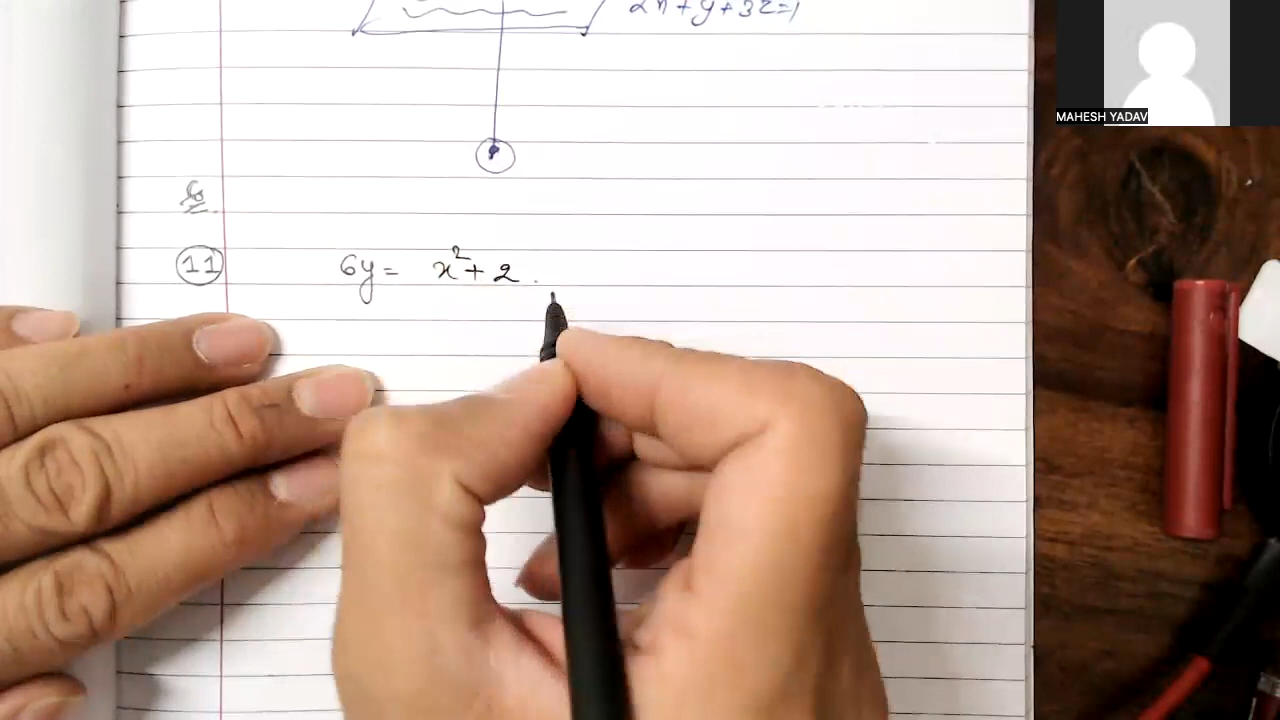 2x+y+3z=1
MAHESH YADAV
11 6y = x²+2.